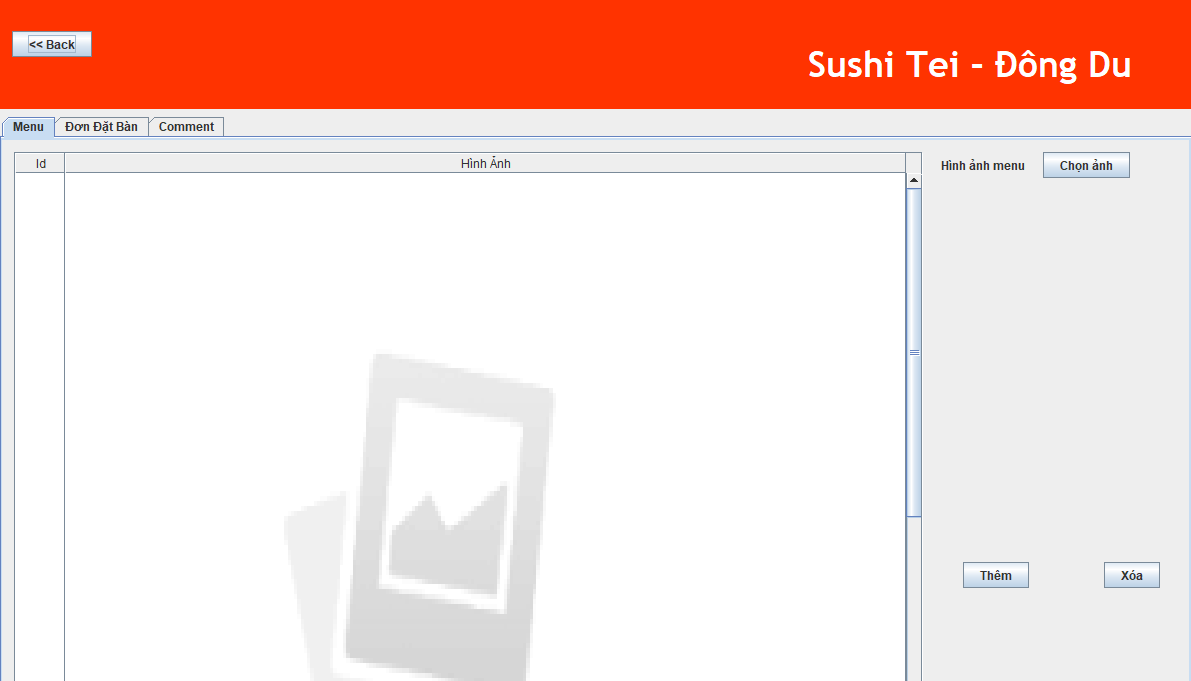 << Back
Sushi Tei - Đông Du
Menu Đơn Đặt Bàn Comment
Id Hình Ảnh
Hình ảnh menu Chọn ảnh
Thêm Xóa